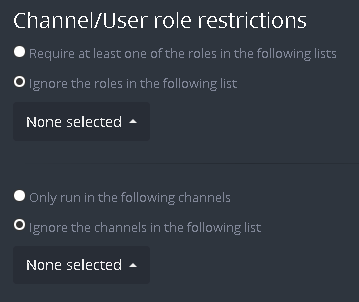 Channel/User role restrictions
Require at least one of the roles in the following lists
Ignore the roles in the following list
None selected
Only run in the following channels
Ignore the channels in the following list
None selected